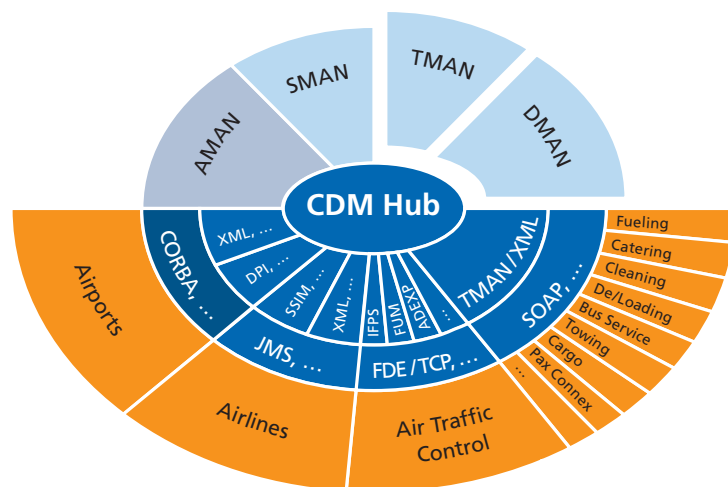 SMAN
TMAN
AMAN
DMAN
CDM Hub
XML, ...
DPI, ...
SSIM, ...
XML, ...
IFPS
FUM
ADEXP
...
TMAN/XML
CORBA, ...
JMS, ...
FDE/TCP, ...
SOAP, ...
Airports
Airlines
Air Traffic
Control
Fueling
Catering
Cleaning
De/Loading
Bus Service
Towing
Cargo
Pax Connex
...